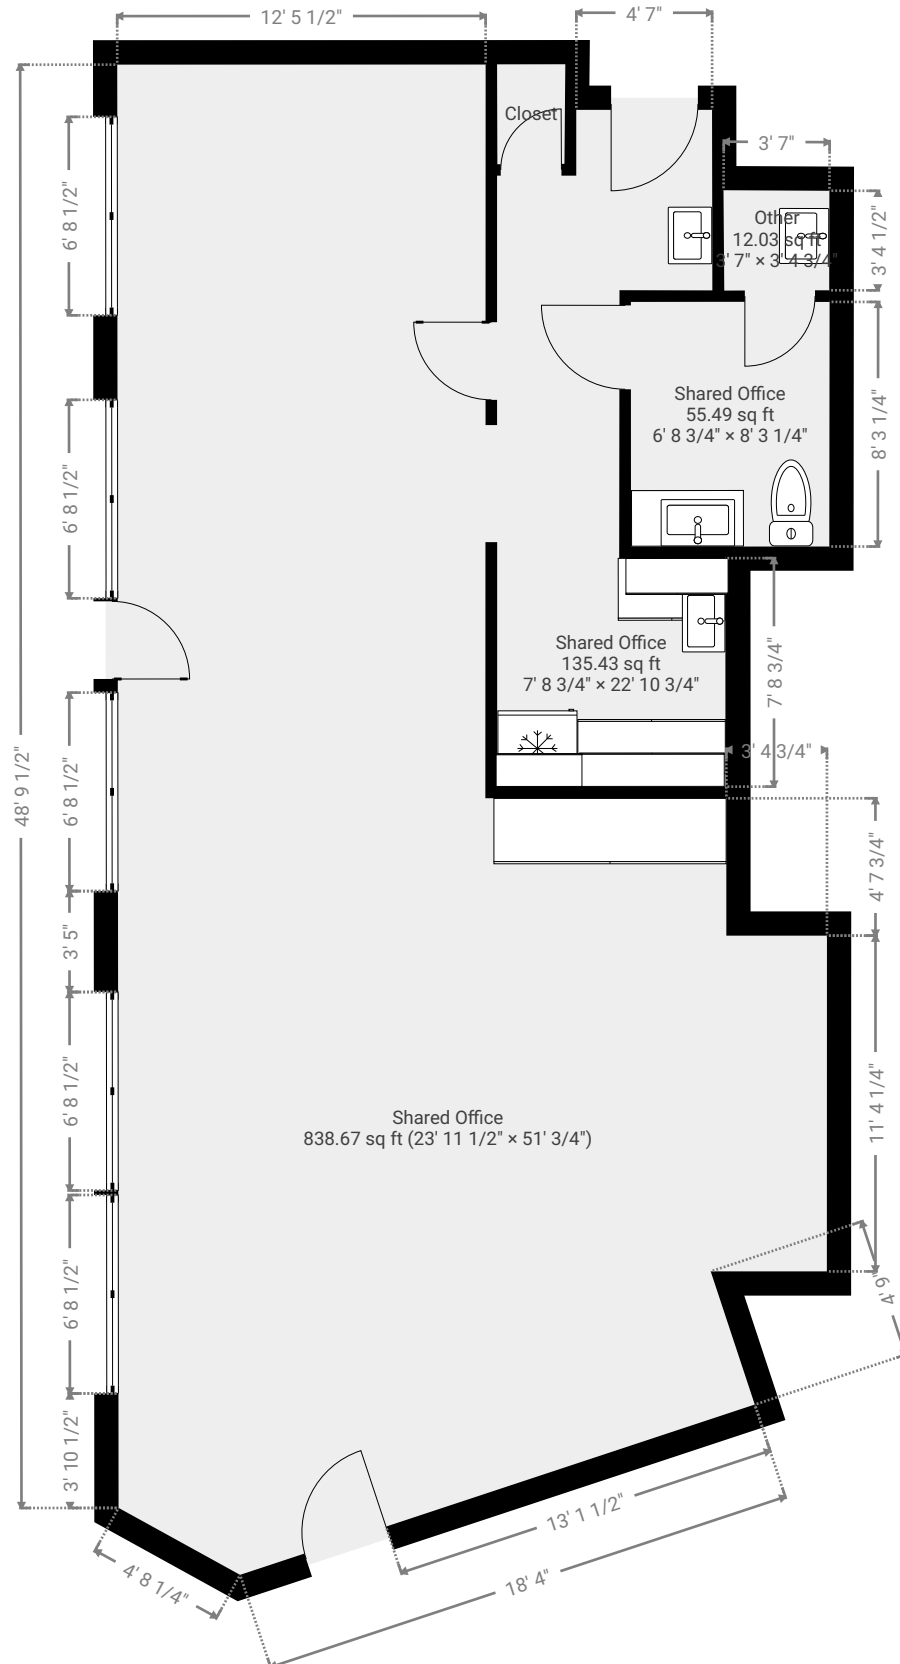 12' 5 1/2"
4' 7"
Closet
3' 7"
6' 8 1/2"
Other
12.03 sq ft
3' 7" × 3' 4 3/4"
3' 4 1/2"
Shared Office
55.49 sq ft
6' 8 3/4" × 8' 3 1/4"
8' 3 1/4"
6' 8 1/2"
Shared Office
135.43 sq ft
7' 8 3/4" × 22' 10 3/4"
7' 8 3/4"
3' 4 3/4"
48' 9 1/2"
6' 8 1/2"
4' 7 3/4"
3' 5"
6' 8 1/2"
Shared Office
838.67 sq ft (23' 11 1/2" × 51' 3/4")
11' 4 1/4"
6' 8 1/2"
4' 9"
3' 10 1/2"
13' 1 1/2"
4' 8 1/4"
18' 4"